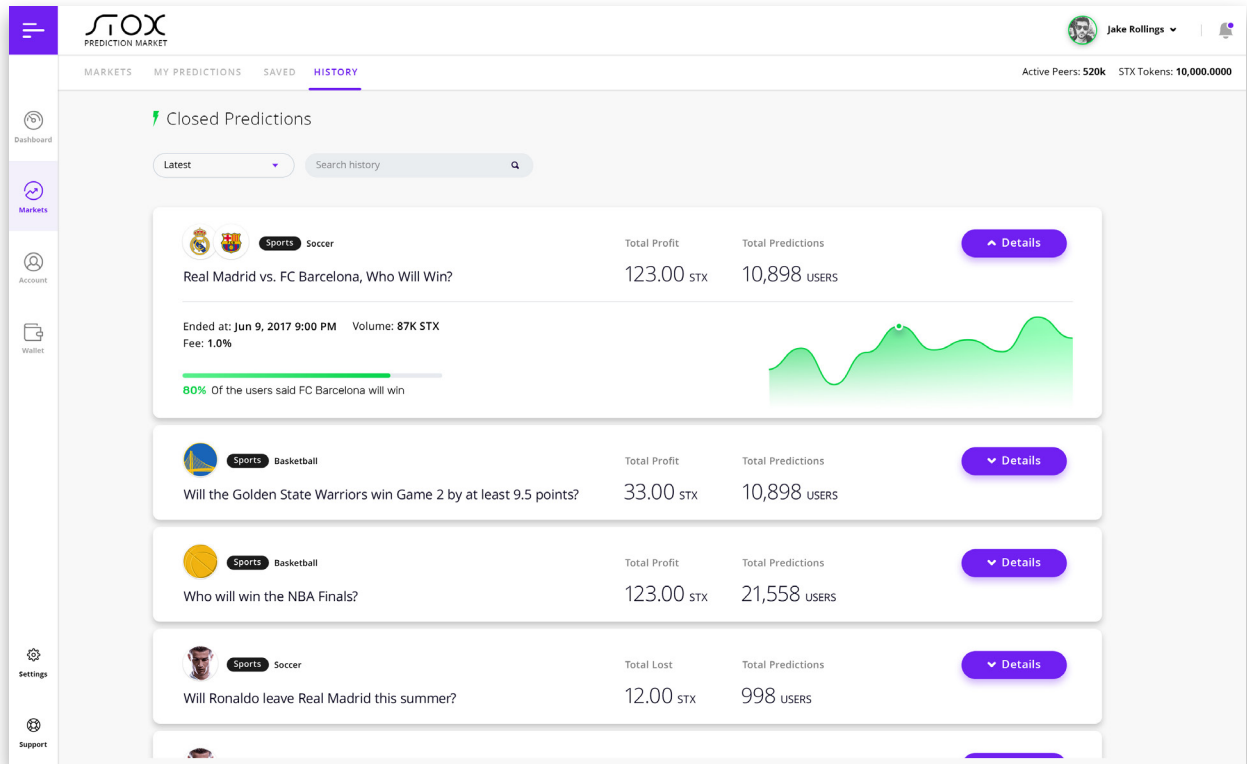 STOX
PREDICTION MARKET
Jake Rollings
MARKETS MY PREDICTIONS SAVED HISTORY
Active Peers: 520k STX Tokens: 10,000.0000
Dashboard
Markets
Account
Wallet
Settings
Support
Closed Predictions
Latest
Search history
Sports Soccer
Real Madrid vs. FC Barcelona, Who Will Win?
Total Profit
123.00 STX
Total Predictions
10,898 USERS
Details
Ended at: Jun 9, 2017 9:00 PM Volume: 87K STX
Fee: 1.0%
80% Of the users said FC Barcelona will win
Sports Basketball
Will the Golden State Warriors win Game 2 by at least 9.5 points?
Total Profit
33.00 STX
Total Predictions
10,898 USERS
Details
Sports Basketball
Who will win the NBA Finals?
Total Profit
123.00 STX
Total Predictions
21,558 USERS
Details
Sports Soccer
Will Ronaldo leave Real Madrid this summer?
Total Lost
12.00 STX
Total Predictions
998 USERS
Details